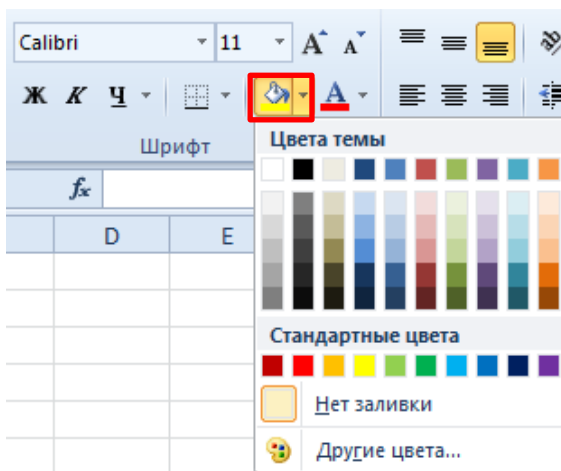 Calibri 11 А А
Ж К Ч А
Шрифт
Цвета темы
fx
D E
Стандартные цвета
Нет заливки
Другие цвета...